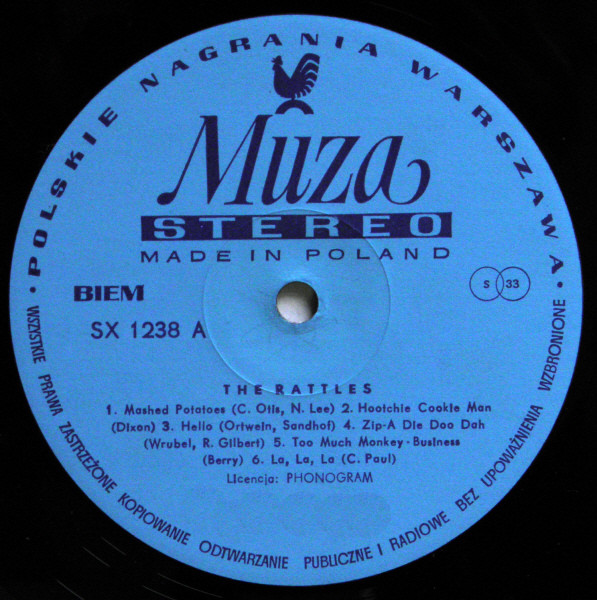 • POLSKIE NAGRANIA WARSZAWA •
Muza
STEREO
MADE IN POLAND
BIEM
S 33
SX 1238 A
THE RATTLES
1. Mashed Potatoes (C. Otis, N. Lee) 2. Hootchie Cookie Man
(Dixon) 3. Hello (Ortwein, Sandhof) 4. Zip-A Die Doo Dah
(Wrubel, R. Gilbert) 5. Too Much Monkey-Business
(Berry) 6. La, La, La (C. Paul)
Licencja: PHONOGRAM
WSZYSTKIE PRAWA ZASTRZEŻONE KOPIOWANIE ODTWARZANIE PUBLICZNE I RADIOWE BEZ UPOWAŻNIENIA WZBRONIONE